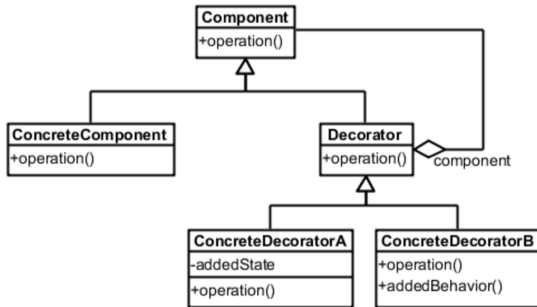 Component
+operation()
ConcreteComponent
+operation()
Decorator
+operation()
component
ConcreteDecoratorA
-addedState
+operation()
ConcreteDecoratorB
+operation()
+addedBehavior()